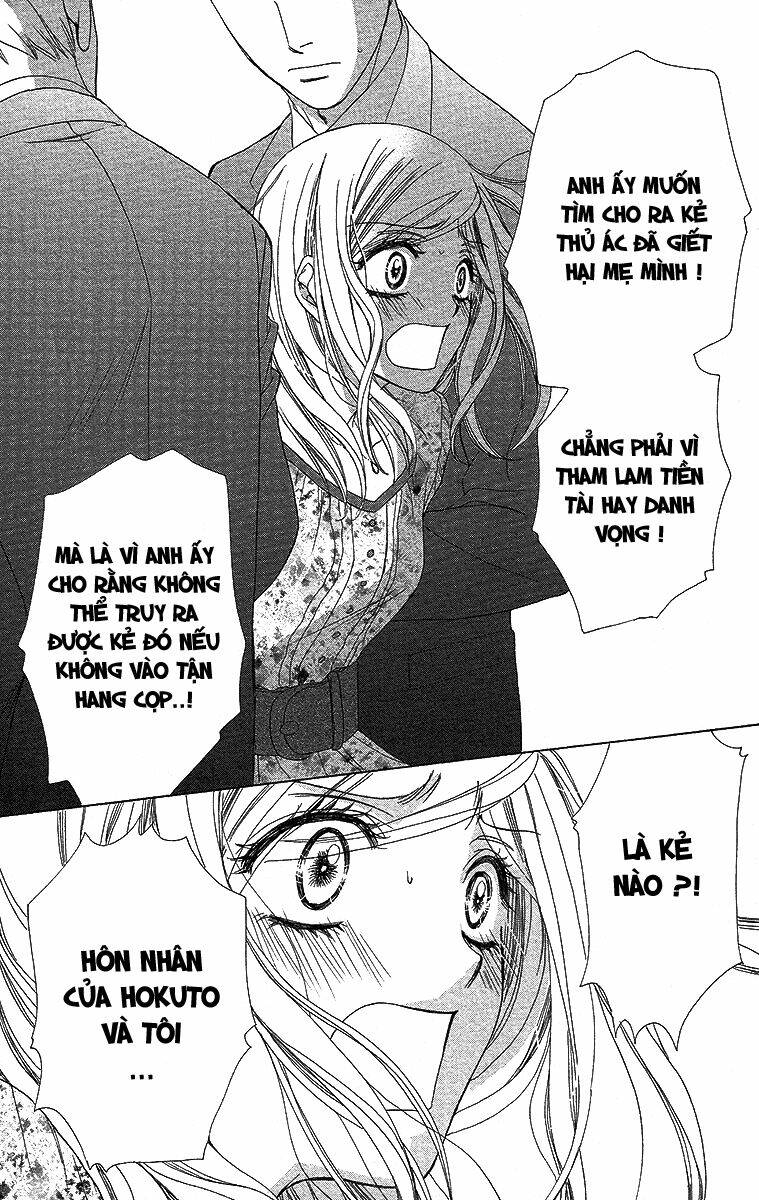 ANH ẤY MUỐN
TÌM CHO RA KẺ
THỦ ÁC ĐÃ GIẾT
HẠI MẸ MÌNH !
CHẲNG PHẢI VÌ
THAM LAM TIỀN
TÀI HAY DANH
VỌNG !
MÀ LÀ VÌ ANH ẤY
CHO RẰNG KHÔNG
THỂ TRUY RA
ĐƯỢC KẺ ĐÓ NẾU
KHÔNG VÀO TẬN
HANG CỌP..!
LÀ KẺ
NÀO ?!
HÔN NHÂN
CỦA HOKUTO
VÀ TÔI
...